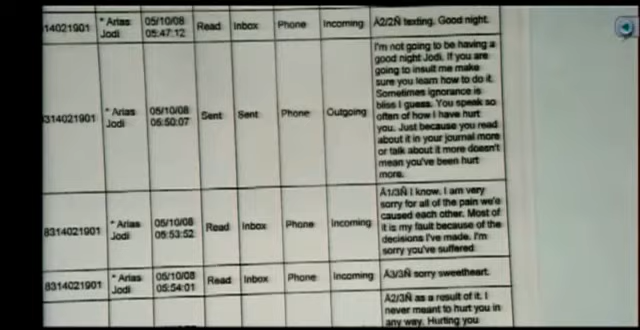 14021901 * Arias Jodi 05/10/08 05:47:12 Read Inbox Phone Incoming Ä2/2Ñ texting. Good night.
8314021901 * Arias Jodi 05/10/08 05:50:07 Sent Sent Phone Outgoing
I'm not going to be having a
good night Jodi. If you are
going to insult me make
sure you learn how to do it.
Sometimes ignorance is
bliss I guess. You speak so
often of how I have hurt
you. Just because you read
about it in your journal more
or talk about it more doesn't
mean you've been hurt
more.
8314021901 * Arias Jodi 05/10/08 05:53:52 Read Inbox Phone Incoming
Ä1/3Ñ I know. I am very
sorry for all of the pain we'e
caused each other. Most of
it is my fault because of the
decisions I've made. I'm
sorry you've suffered
8314021901 * Arias Jodi 05/10/08 05:54:01 Read Inbox Phone Incoming Ä3/3Ñ sorry sweetheart.
Ä2/3Ñ as a result of it. I
never meant to hurt you in
any way. Hurting you